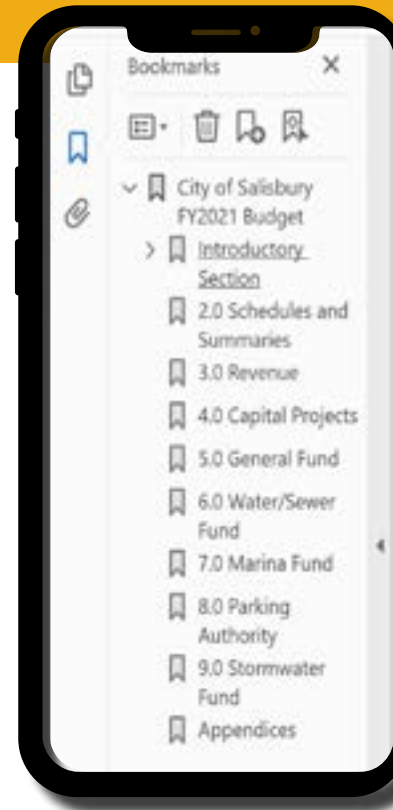 Bookmarks
City of Salisbury
FY2021 Budget
Introductory
Section
2.0 Schedules and
Summaries
3.0 Revenue
4.0 Capital Projects
5.0 General Fund
6.0 Water/Sewer
Fund
7.0 Marina Fund
8.0 Parking
Authority
9.0 Stormwater
Fund
Appendices